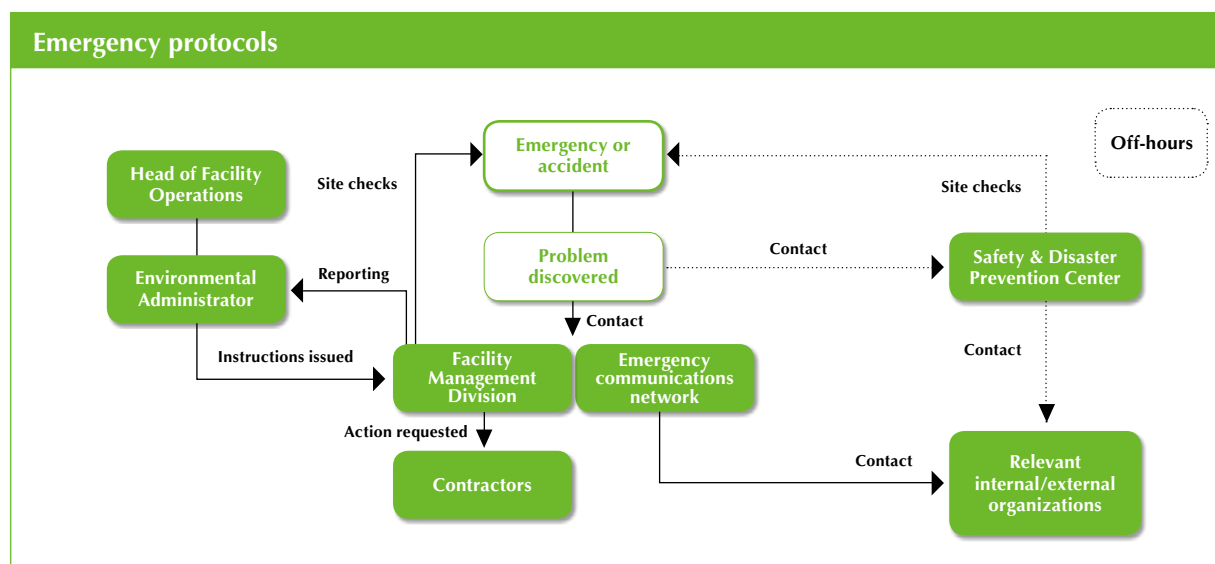 Emergency protocols
Emergency or
accident
Off-hours
Head of Facility
Operations
Site checks
Site checks
Problem
discovered
Contact
Safety & Disaster
Prevention Center
Environmental
Administrator
Reporting
Contact
Instructions issued
Facility
Management
Division
Emergency
communications
network
Contact
Action requested
Contractors
Contact
Relevant
internal/external
organizations